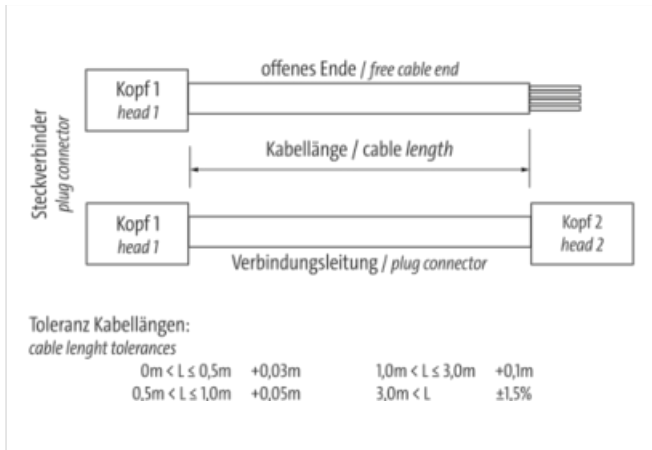 offenes Ende / free cable end
Kopf 1
head 1
Steckverbinder
plug connector
Kabellänge / cable length
Kopf 1
head 1
Kopf 2
head 2
Verbindungsleitung / plug connector
Toleranz Kabellängen:
cable lenght tolerances
0m < L ≤ 0,5m +0,03m 1,0m < L ≤ 3,0m +0,1m
0,5m < L ≤ 1,0m +0,05m 3,0m < L ±1,5%